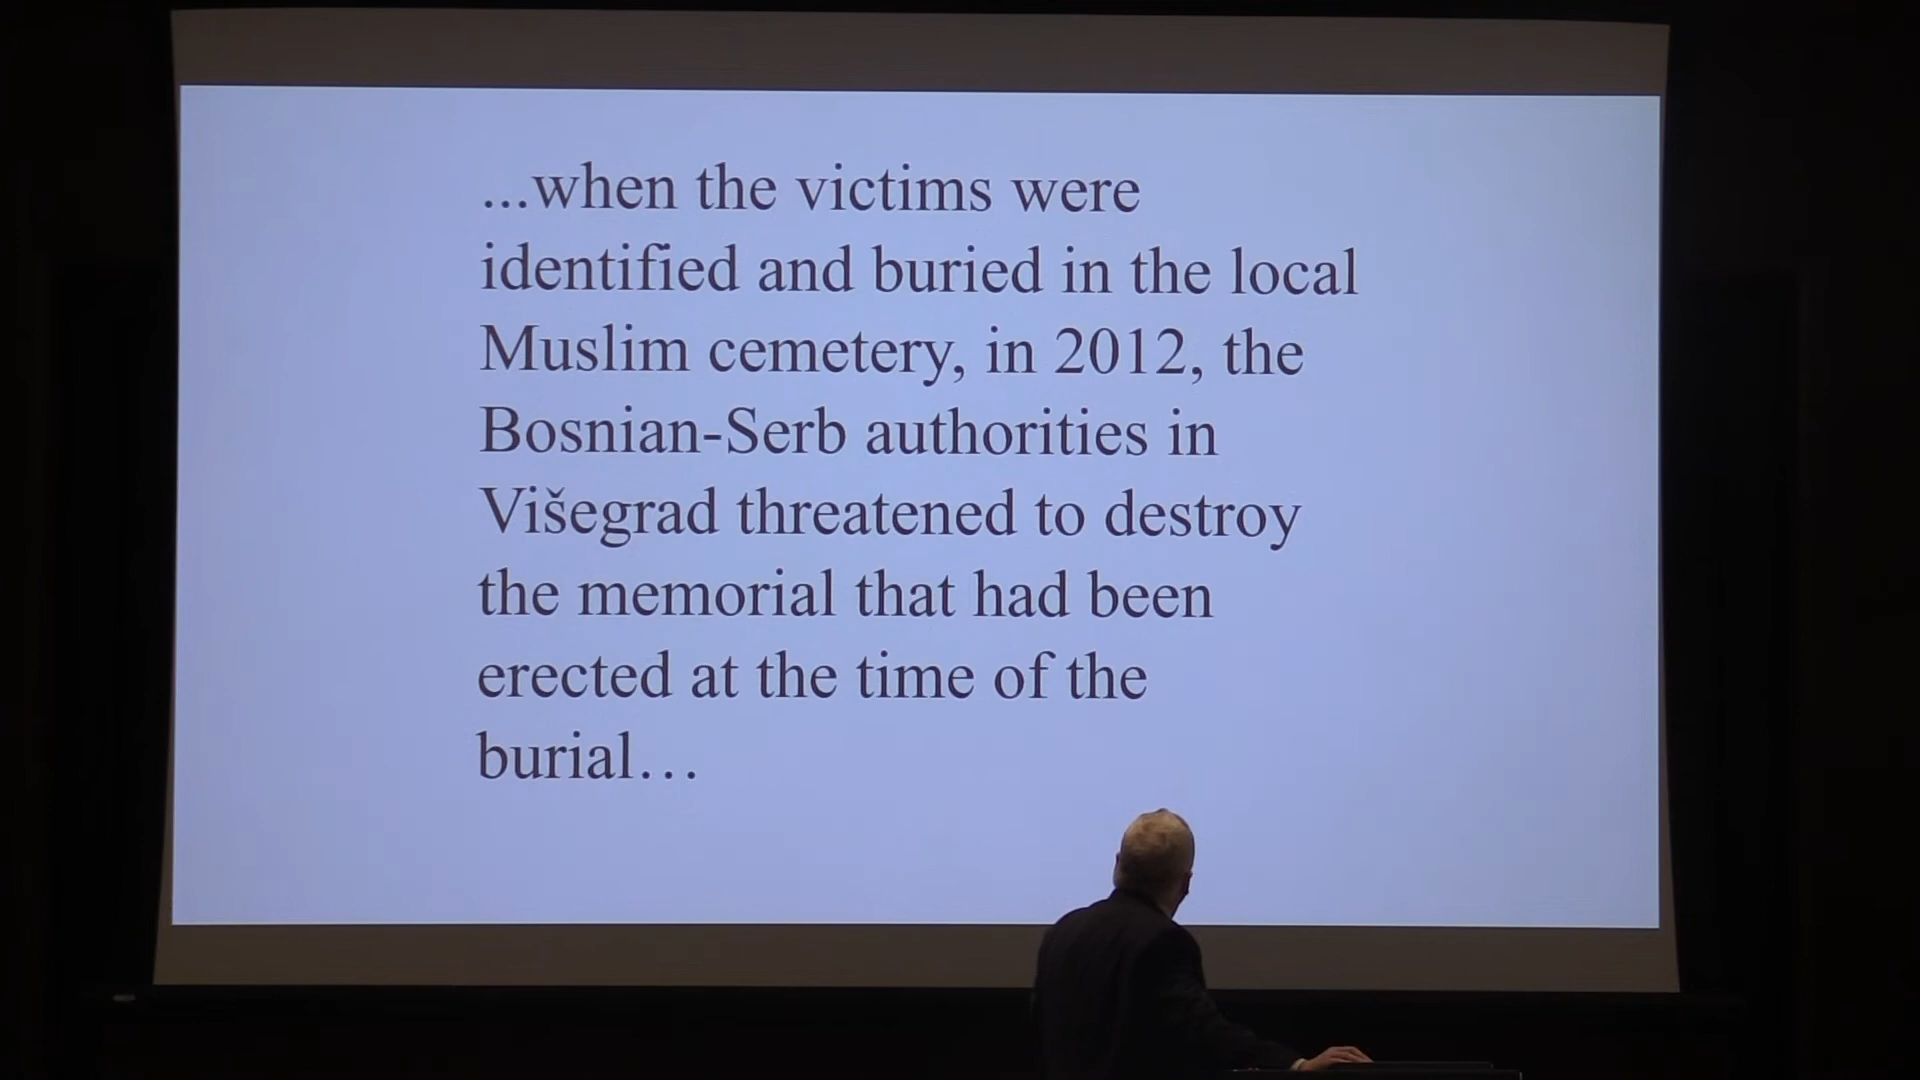 ...when the victims were
identified and buried in the local
Muslim cemetery, in 2012, the
Bosnian-Serb authorities in
Višegrad threatened to destroy
the memorial that had been
erected at the time of the
burial…